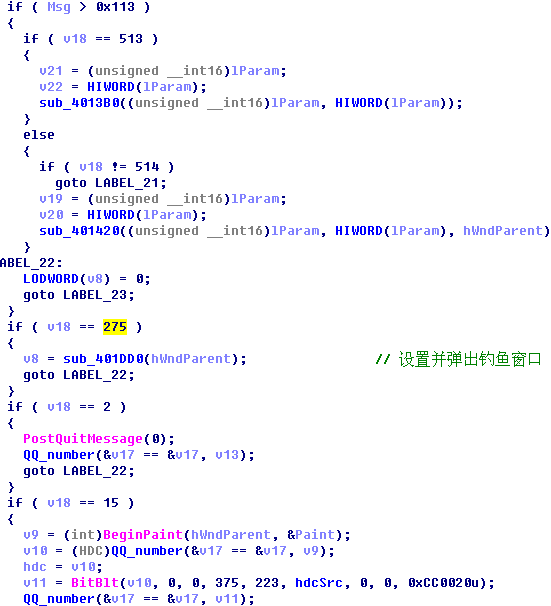 if ( Msg > 0x113 )
{
if ( v18 == 513 )
{
v21 = (unsigned __int16)lParam;
v22 = HIWORD(lParam);
sub_4013B0((unsigned __int16)lParam, HIWORD(lParam));
}
else
{
if ( v18 != 514 )
goto LABEL_21;
v19 = (unsigned __int16)lParam;
v20 = HIWORD(lParam);
sub_401420((unsigned __int16)lParam, HIWORD(lParam), hWndParent)
}
ABEL_22:
LODWORD(v8) = 0;
goto LABEL_23;
}
if ( v18 == 275 )
{
v8 = sub_401DD0(hWndParent); // 设置并弹出钓鱼窗口
goto LABEL_22;
}
if ( v18 == 2 )
{
PostQuitMessage(0);
QQ_number(&v17 == &v17, v13);
goto LABEL_22;
}
if ( v18 == 15 )
{
v9 = (int)BeginPaint(hWndParent, &Paint);
v10 = (HDC)QQ_number(&v17 == &v17, v9);
hdc = v10;
v11 = BitBlt(v10, 0, 0, 375, 223, hdcSrc, 0, 0, 0xCC0020u);
QQ_number(&v17 == &v17, v11);